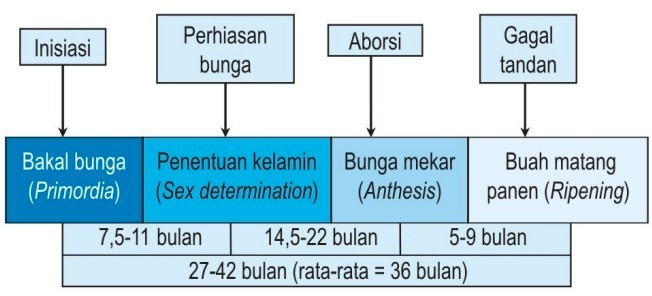 Inisiasi
Perhiasan
bunga
Aborsi
Gagal
tandan
Bakal bunga
(Primordia)
Penentuan kelamin
(Sex determination)
Bunga mekar
(Anthesis)
Buah matang
panen (Ripening)
7,5-11 bulan
14,5-22 bulan
5-9 bulan
27-42 bulan (rata-rata = 36 bulan)